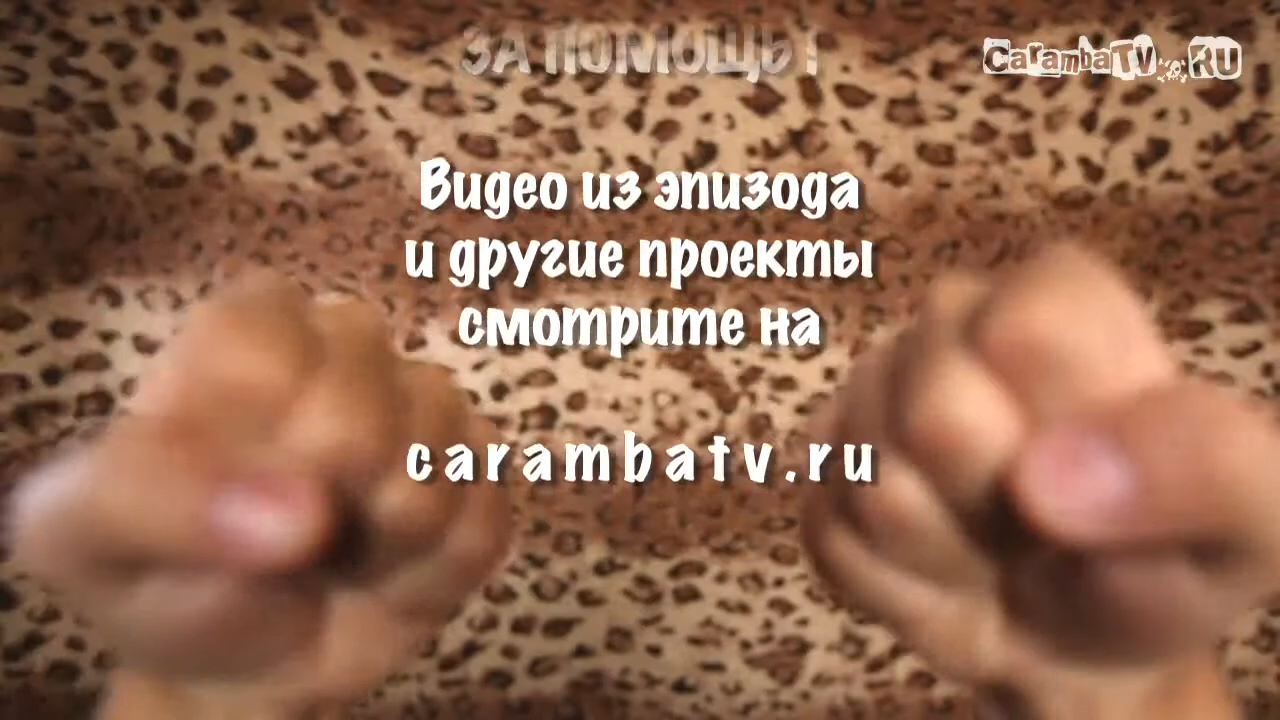 ЗА ПОМОЩЬ!
CarambaTV.RU
Видео из эпизода
и другие проекты
смотрите на
carambatv.ru